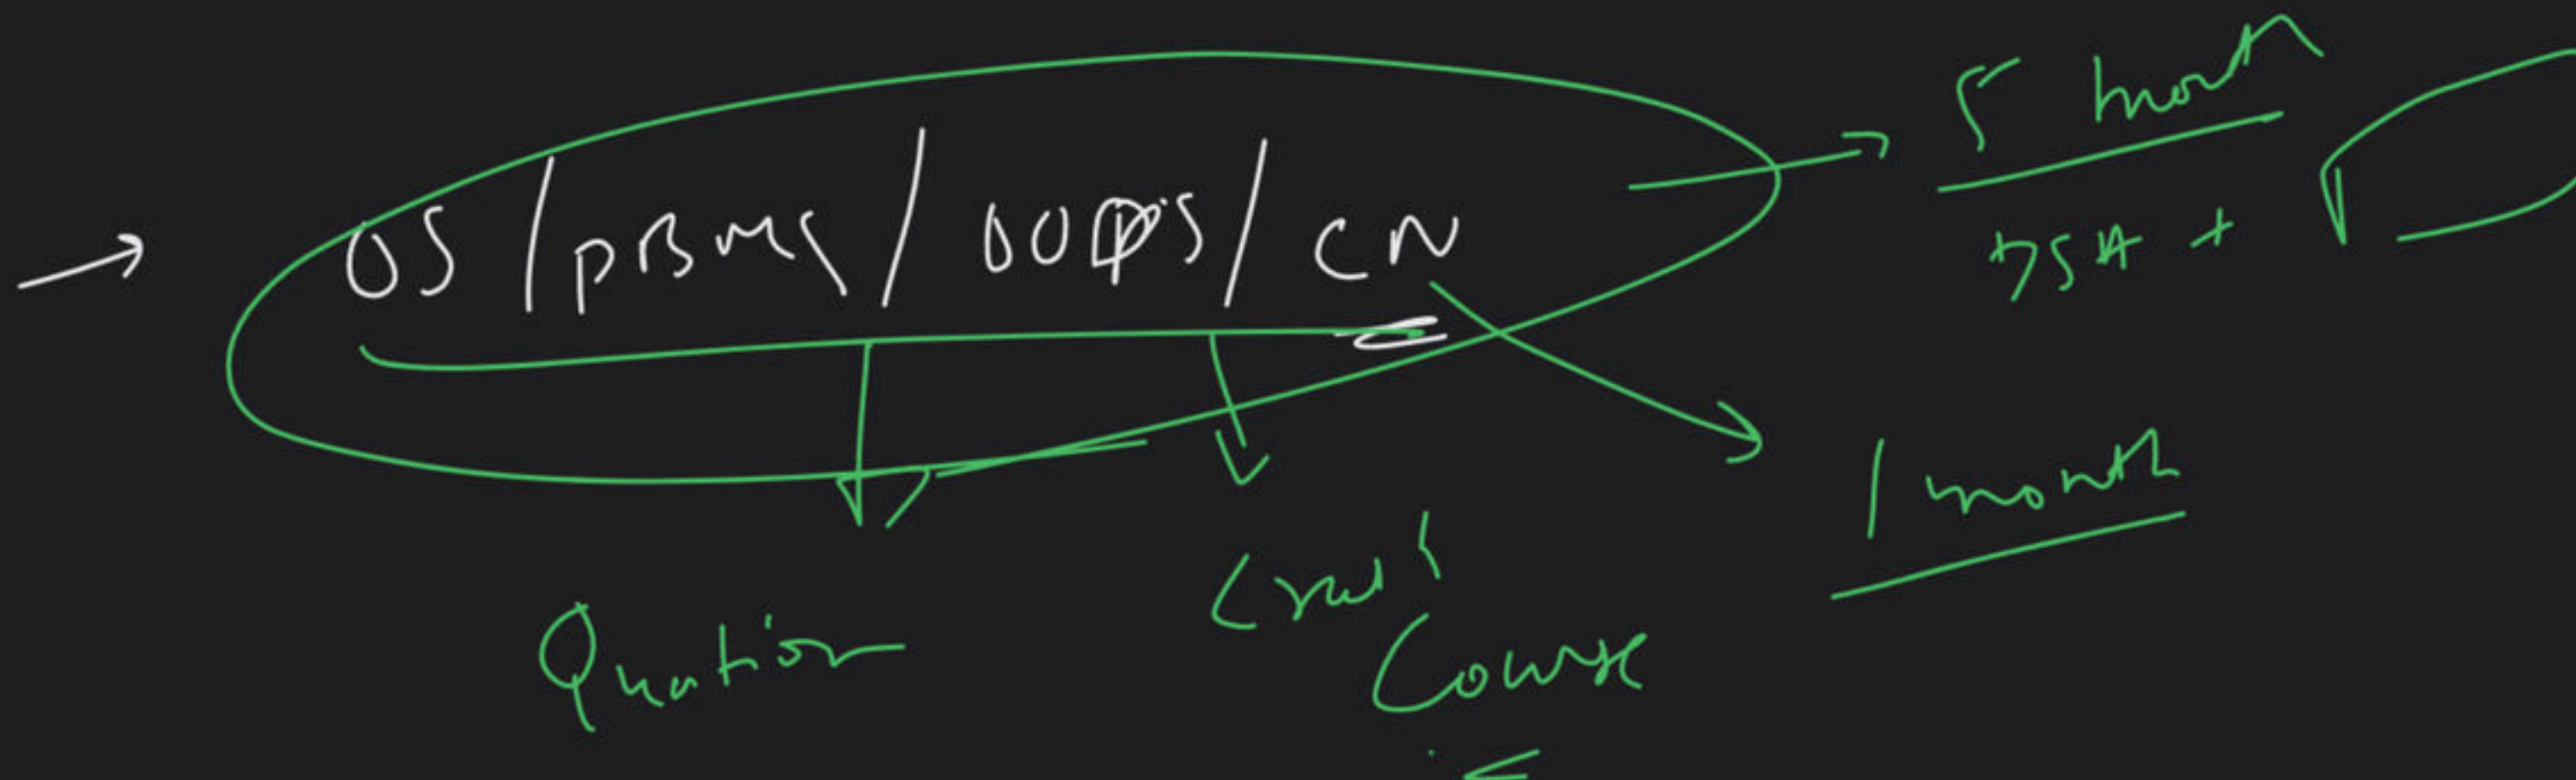 5 month
OS / DBMS / OOPS / CN
DSA +
1 month
Question
Crash
Course